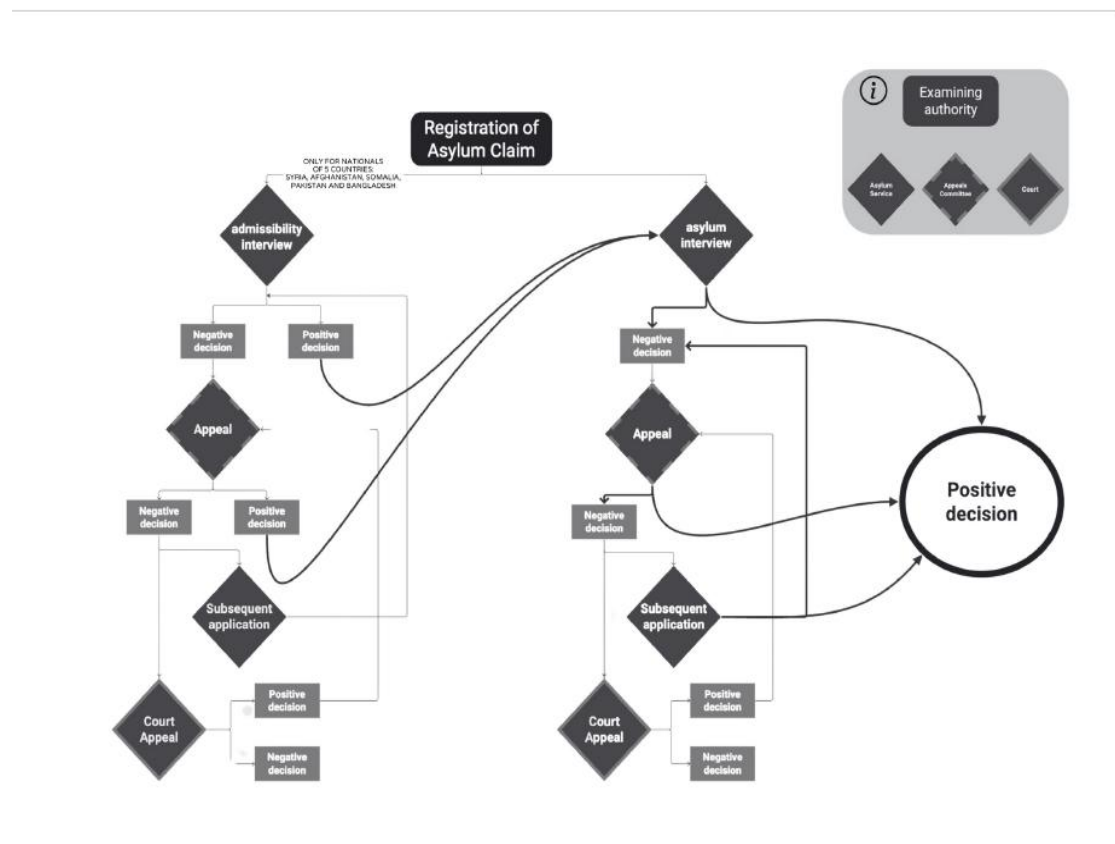 i
Examining
authority
Asylum
Service
Appeals
Committee
Court
Registration of
Asylum Claim
ONLY FOR NATIONALS
OF 5 COUNTRIES:
SYRIA, AFGHANISTAN, SOMALIA,
PAKISTAN AND BANGLADESH
admissibility
interview
Negative
decision
Positive
decision
Appeal
Negative
decision
Positive
decision
Subsequent
application
Court
Appeal
Positive
decision
Negative
decision
asylum
interview
Negative
decision
Appeal
Negative
decision
Subsequent
application
Court
Appeal
Positive
decision
Negative
decision
Positive
decision